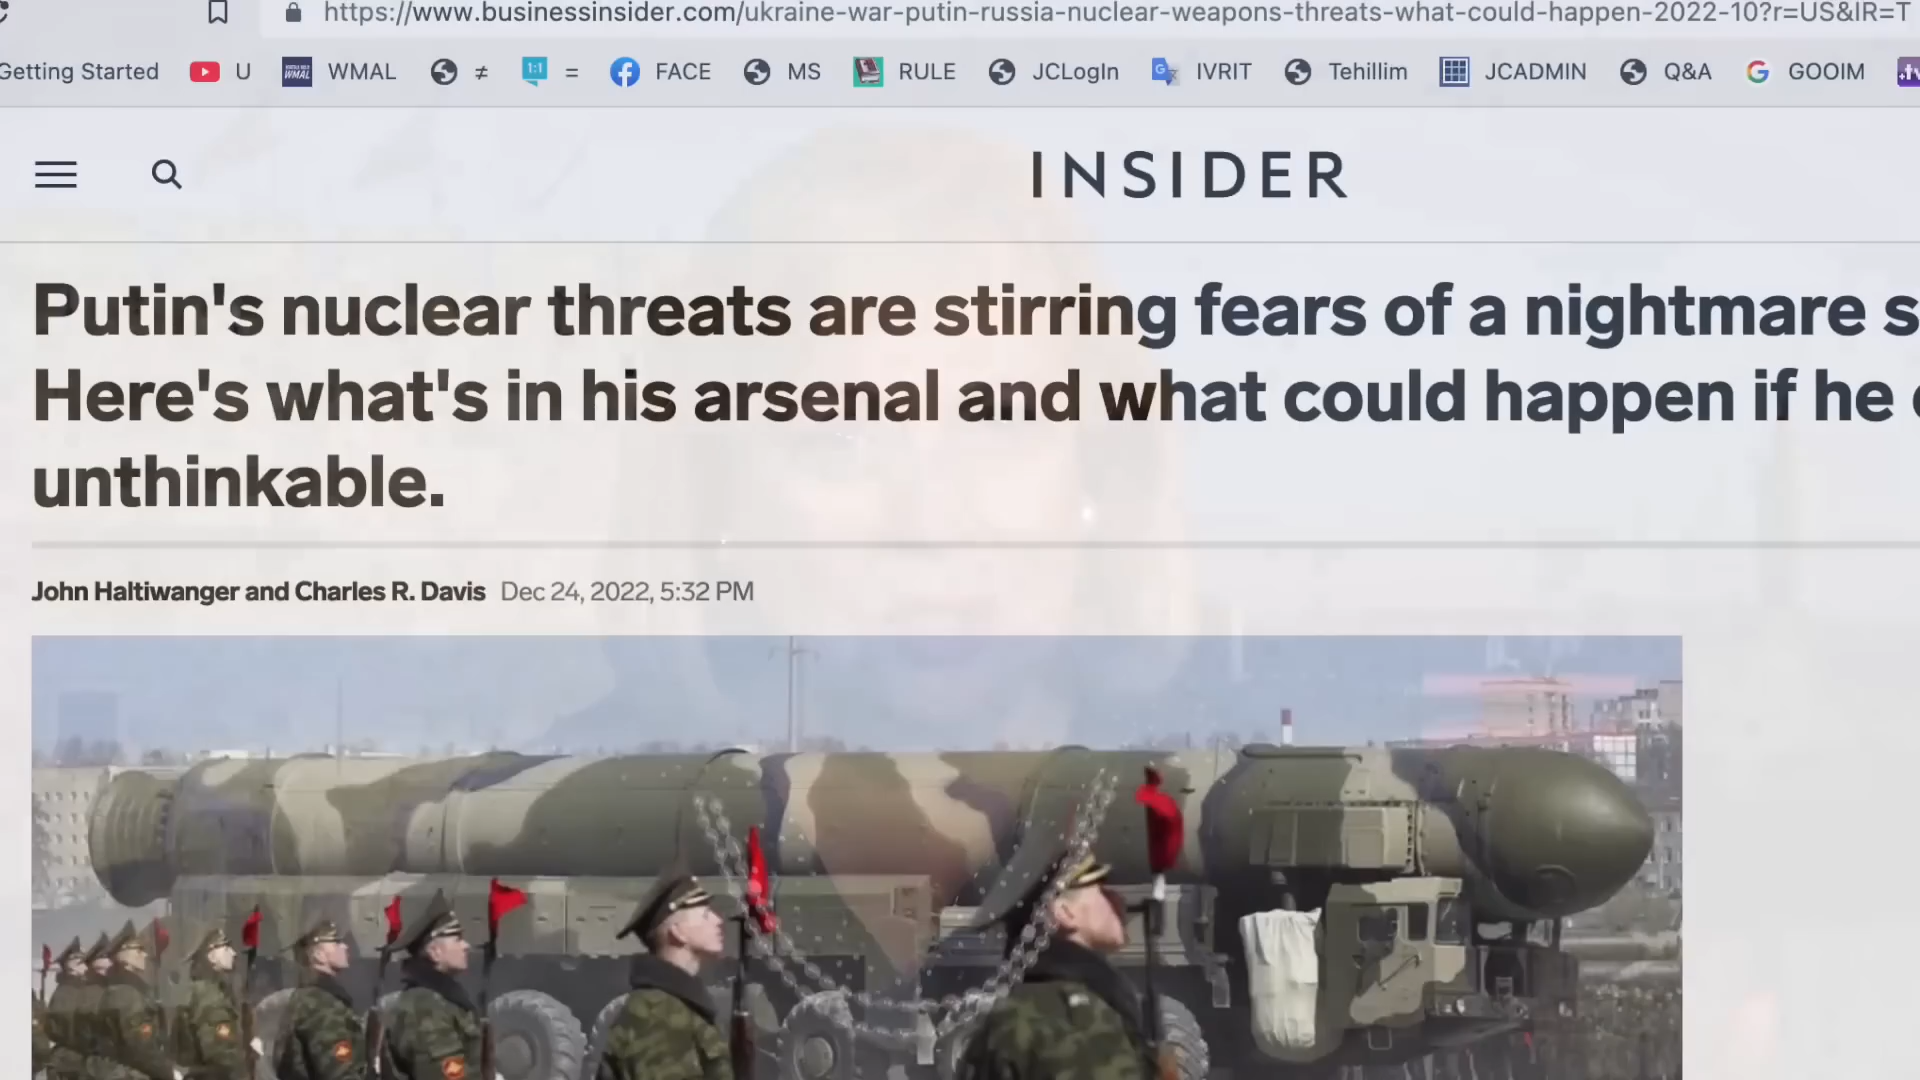 https://www.businessinsider.com/ukraine-war-putin-russia-nuclear-weapons-threats-what-could-happen-2022-10?r=US&IR=T
Getting Started U WMAL ≠ = FACE MS RULE JCLogIn IVRIT Tehillim JCADMIN Q&A GOOIM
INSIDER
Putin's nuclear threats are stirring fears of a nightmare s
Here's what's in his arsenal and what could happen if he
unthinkable.
John Haltiwanger and Charles R. Davis Dec 24, 2022, 5:32 PM